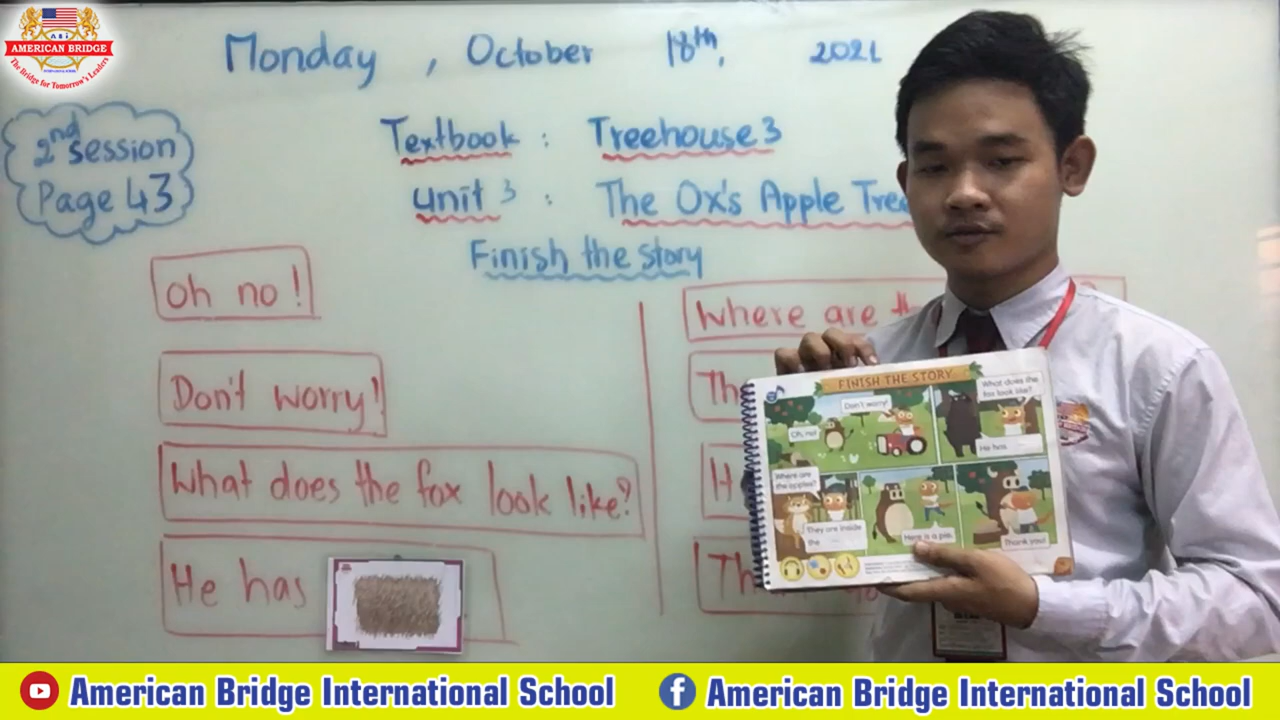 ABi
AMERICAN BRIDGE
INTERNATIONAL SCHOOL
The Bridge for Tomorrow's Leaders
Monday , October 18th, 2021
2nd session
Page 43
Textbook : Treehouse 3
Unit 3 : The Ox's Apple Tree
Finish the story
Oh no!
Don't worry!
What does the fox look like?
He has
Where are
FINISH THE STORY
Oh, no!
Don't worry!
What does the
fox look like?
He has
Where are
the apples?
They are inside
the
Here is a pie.
Thank you!
American Bridge International School
American Bridge International School